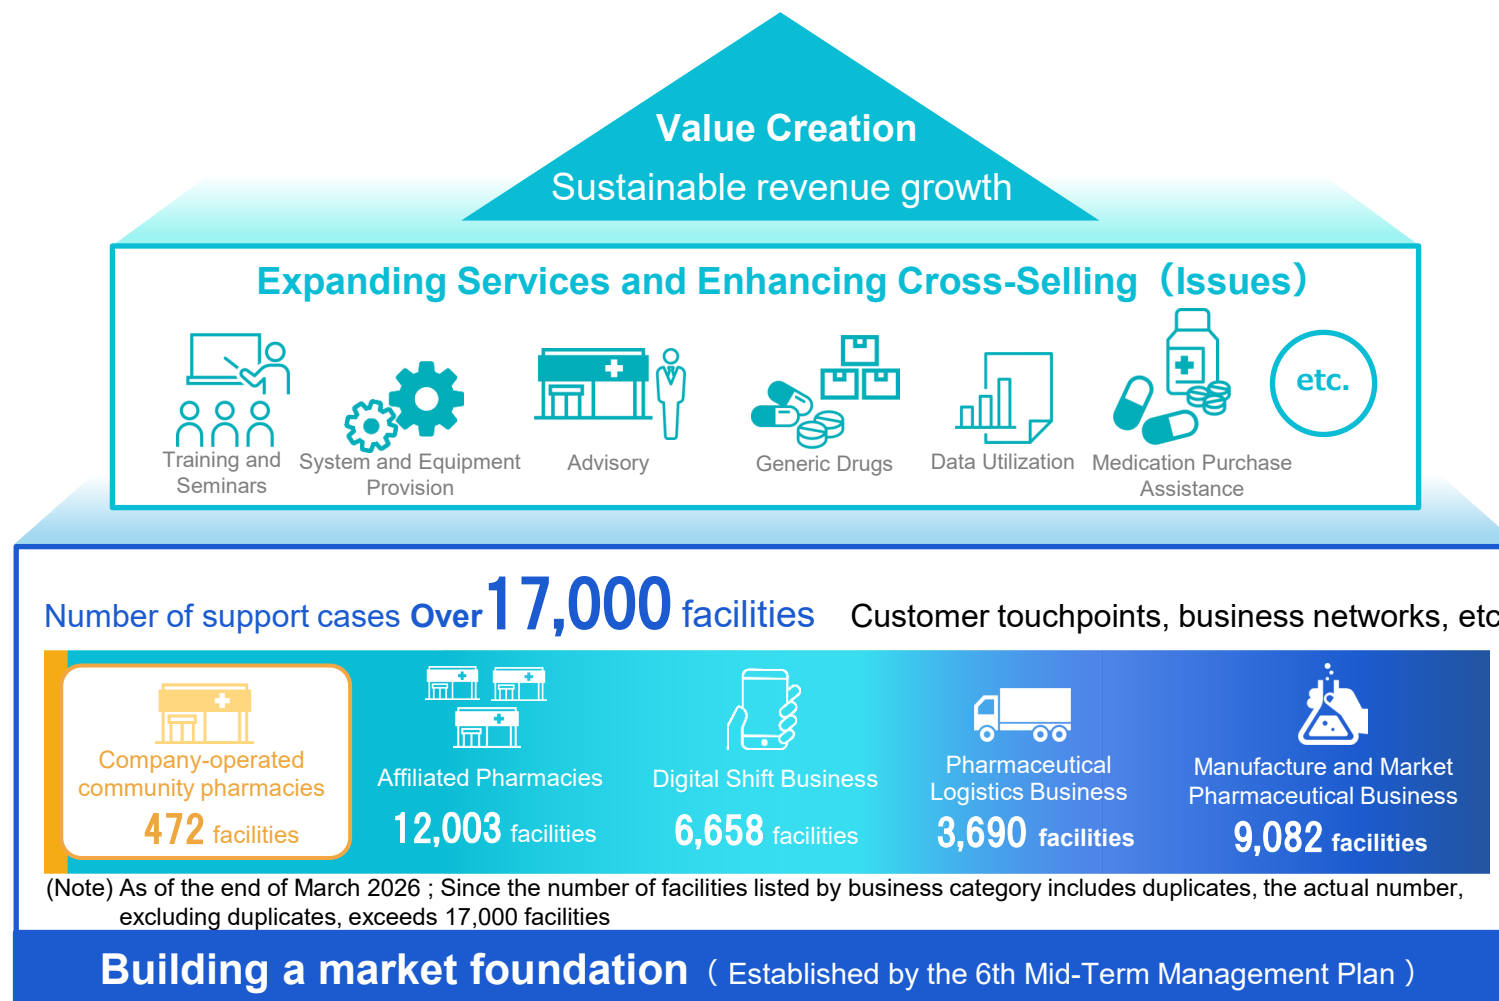 Value Creation
Sustainable revenue growth
Expanding Services and Enhancing Cross-Selling（Issues）
Training and
Seminars
System and Equipment
Provision
Advisory
Generic Drugs
Data Utilization
Medication Purchase
Assistance
etc.
Number of support cases Over 17,000 facilities
Customer touchpoints, business networks, etc
Company-operated
community pharmacies
472 facilities
Affiliated Pharmacies
12,003 facilities
Digital Shift Business
6,658 facilities
Pharmaceutical
Logistics Business
3,690 facilities
Manufacture and Market
Pharmaceutical Business
9,082 facilities
(Note) As of the end of March 2026 ; Since the number of facilities listed by business category includes duplicates, the actual number,
excluding duplicates, exceeds 17,000 facilities
Building a market foundation（ Established by the 6th Mid-Term Management Plan ）